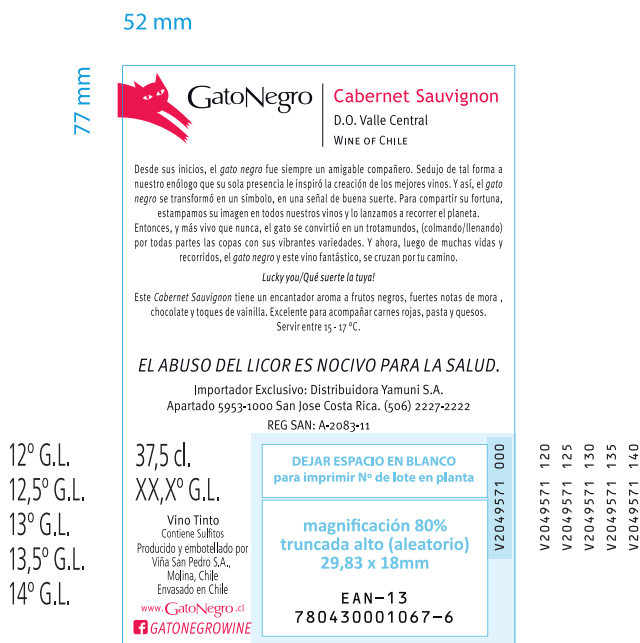 52 mm
77 mm
GatoNegro
Cabernet Sauvignon
D.O. Valle Central
WINE OF CHILE
Desde sus inicios, el gato negro fue siempre un amigable compañero. Sedujo de tal forma a
nuestro enólogo que su sola presencia le inspiró la creación de los mejores vinos. Y así, el gato
negro se transformó en un símbolo, en una señal de buena suerte. Para compartir su fortuna,
estampamos su imagen en todos nuestros vinos y lo lanzamos a recorrer el planeta.
Entonces, y más vivo que nunca, el gato se convirtió en un trotamundos, (colmando/llenando)
por todas partes las copas con sus vibrantes variedades. Y ahora, luego de muchas vidas y
recorridos, el gato negro y este vino fantástico, se cruzan por tu camino.
Lucky you/Qué suerte la tuya!
Este Cabernet Sauvignon tiene un encantador aroma a frutos negros, fuertes notas de mora ,
chocolate y toques de vainilla. Excelente para acompañar carnes rojas, pasta y quesos.
Servir entre 15 - 17 ºC.
EL ABUSO DEL LICOR ES NOCIVO PARA LA SALUD.
Importador Exclusivo: Distribuidora Yamuni S.A.
Apartado 5953-1000 San Jose Costa Rica. (506) 2227-2222
REG SAN: A-2083-11
12º G.L.
12,5º G.L.
13º G.L.
13,5º G.L.
14º G.L.
37,5 cl.
XX,Xº G.L.
Vino Tinto
Contiene Sulfitos
Producido y embotellado por
Viña San Pedro S.A.,
Molina, Chile
Envasado en Chile
www.GatoNegro.cl
f GATONEGROWINE
DEJAR ESPACIO EN BLANCO
para imprimir Nº de lote en planta
magnificación 80%
truncada alto (aleatorio)
29,83 x 18mm
EAN-13
780430001067-6
V2049571 000
V2049571 120
V2049571 125
V2049571 130
V2049571 135
V2049571 140